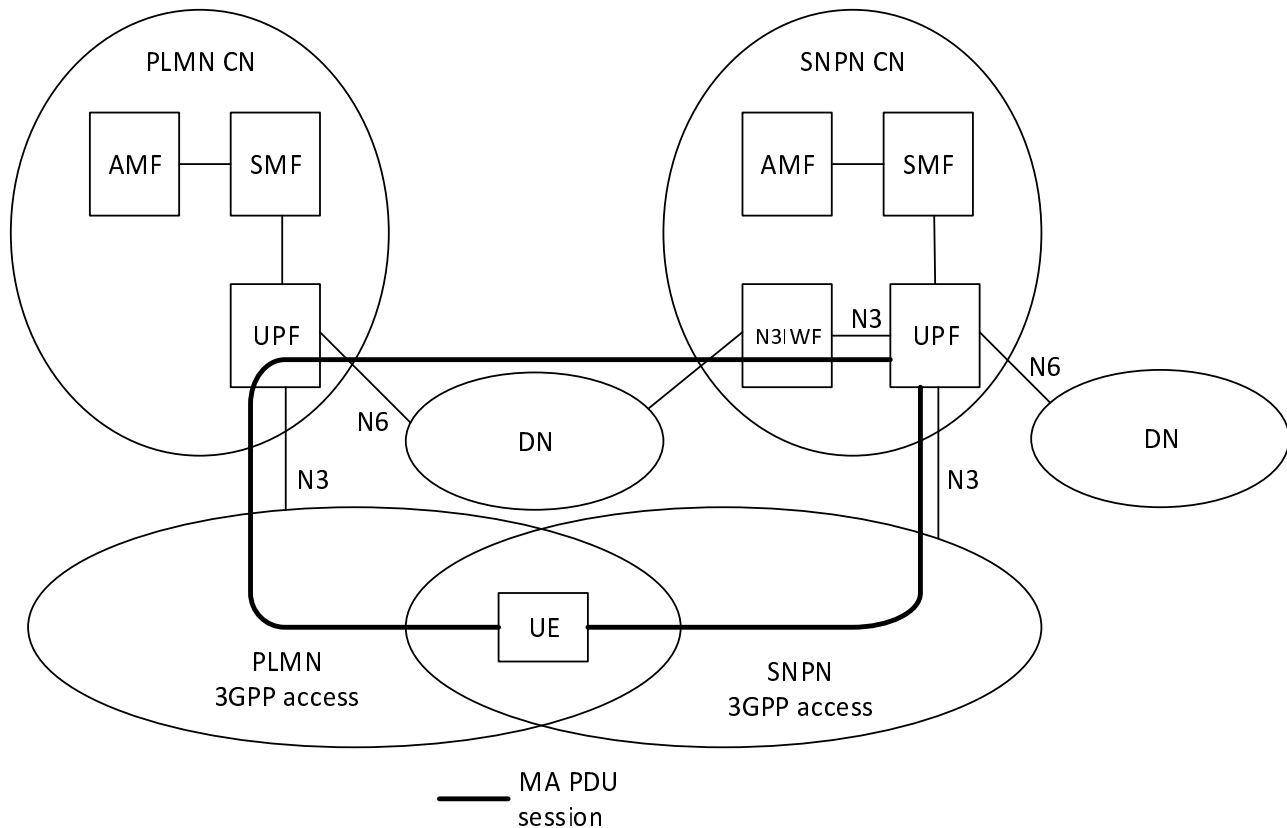 PLMN CN
SNPN CN
AMF
SMF
AMF
SMF
UPF
N3IWF
N3
UPF
N6
N6
DN
DN
N3
N3
UE
PLMN
3GPP access
SNPN
3GPP access
MA PDU
session